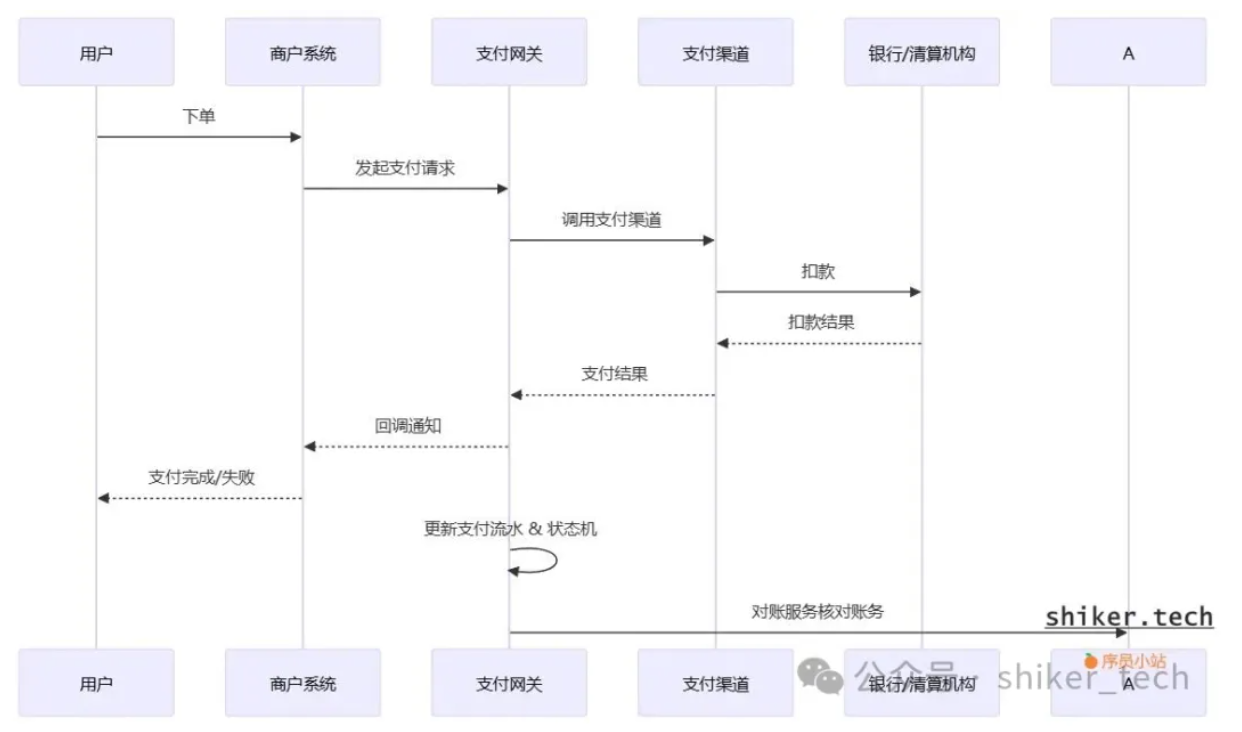 用户 商户系统 支付网关 支付渠道 银行/清算机构 A
下单
发起支付请求
调用支付渠道
扣款
扣款结果
支付结果
回调通知
支付完成/失败
更新支付流水 & 状态机
对账服务核对账务
shiker.tech
序员小站
用户 商户系统 支付网关 支付渠道 银行/清算机构 A
公众号 · shiker_tech